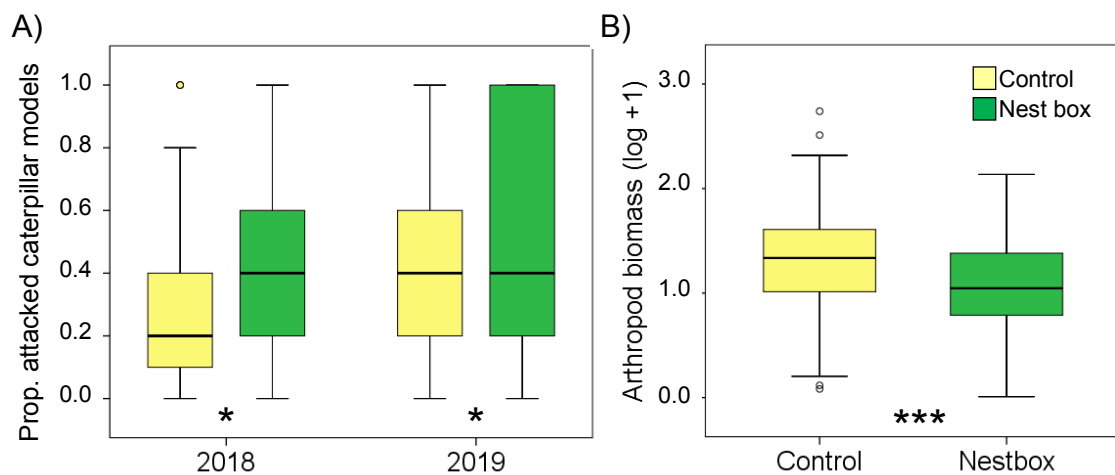 A)
Prop. attacked caterpillar models
1.0
0.8
0.6
0.4
0.2
0.0
*
*
2018
2019
B)
Arthropod biomass (log +1)
3.0
2.0
1.0
0.0
Control
Nest box
***
Control
Nestbox